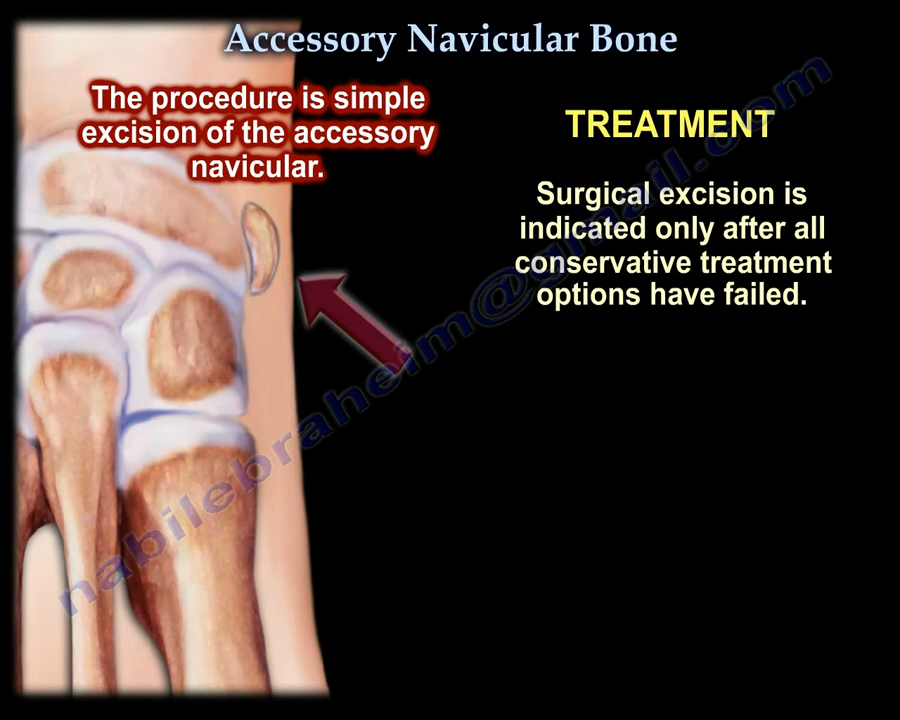 Accessory Navicular Bone
The procedure is simple
excision of the accessory
navicular.
TREATMENT
Surgical excision is
indicated only after all
conservative treatment
options have failed.
nabilebraheim@gmail.com